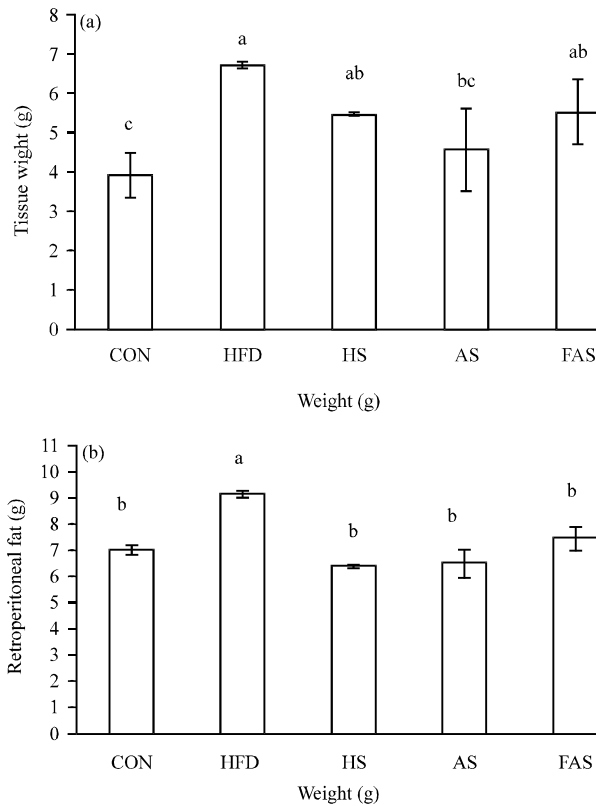 (a)
Tissue wight (g)
8
7
6
5
4
3
2
1
0
c
a
ab
bc
ab
CON HFD HS AS FAS
Weight (g)
(b)
Retroperitoneal fat (g)
11
10
9
8
7
6
5
4
3
2
1
0
b
a
b
b
b
CON HFD HS AS FAS
Weight (g)